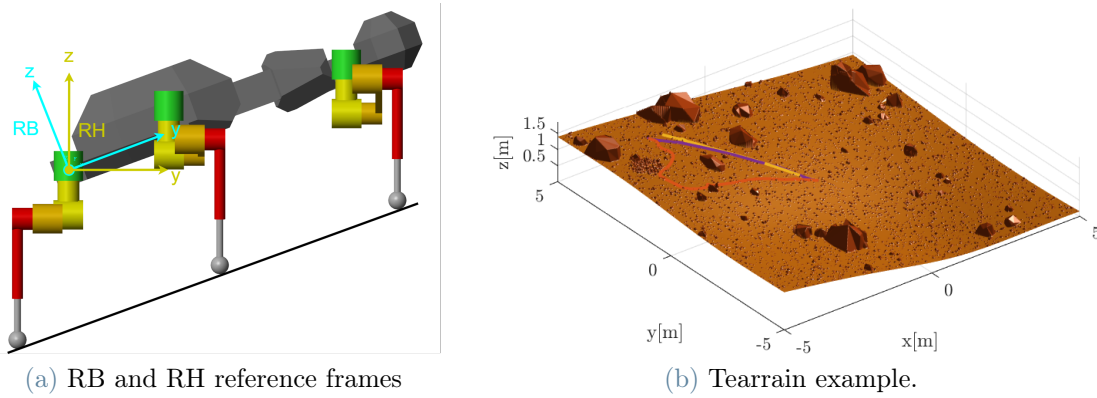 z
z
RB
RH
y
y
(a) RB and RH reference frames
1.5
1
0.5
z[m]
5
0
y[m]
-5
-5
x[m]
0
5
(b) Tearrain example.